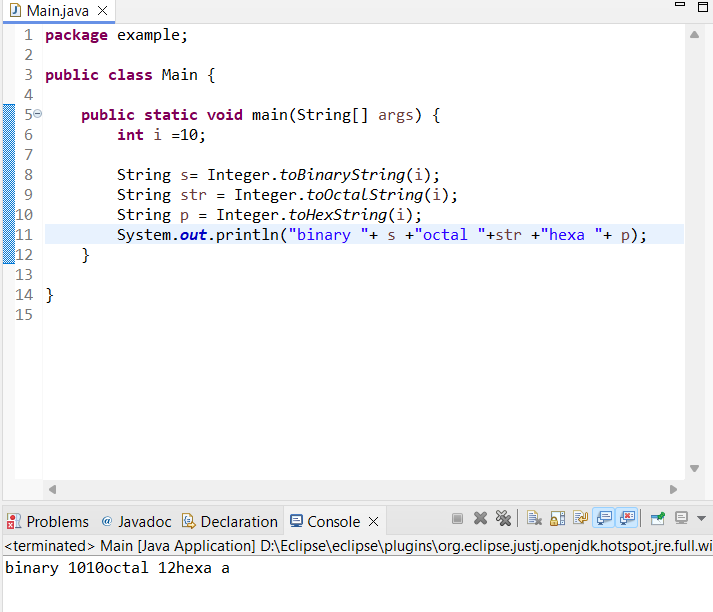 Main.java
1 package example;
2
3 public class Main {
4
5 public static void main(String[] args) {
6 int i =10;
7
8 String s= Integer.toBinaryString(i);
9 String str = Integer.toOctalString(i);
10 String p = Integer.toHexString(i);
11 System.out.println("binary "+ s +"octal "+str +"hexa "+ p);
12 }
13
14 }
15
Problems @ Javadoc Declaration Console
<terminated> Main [Java Application] D:\Eclipse\eclipse\plugins\org.eclipse.justj.openjdk.hotspot.jre.full.wi
binary 1010octal 12hexa a